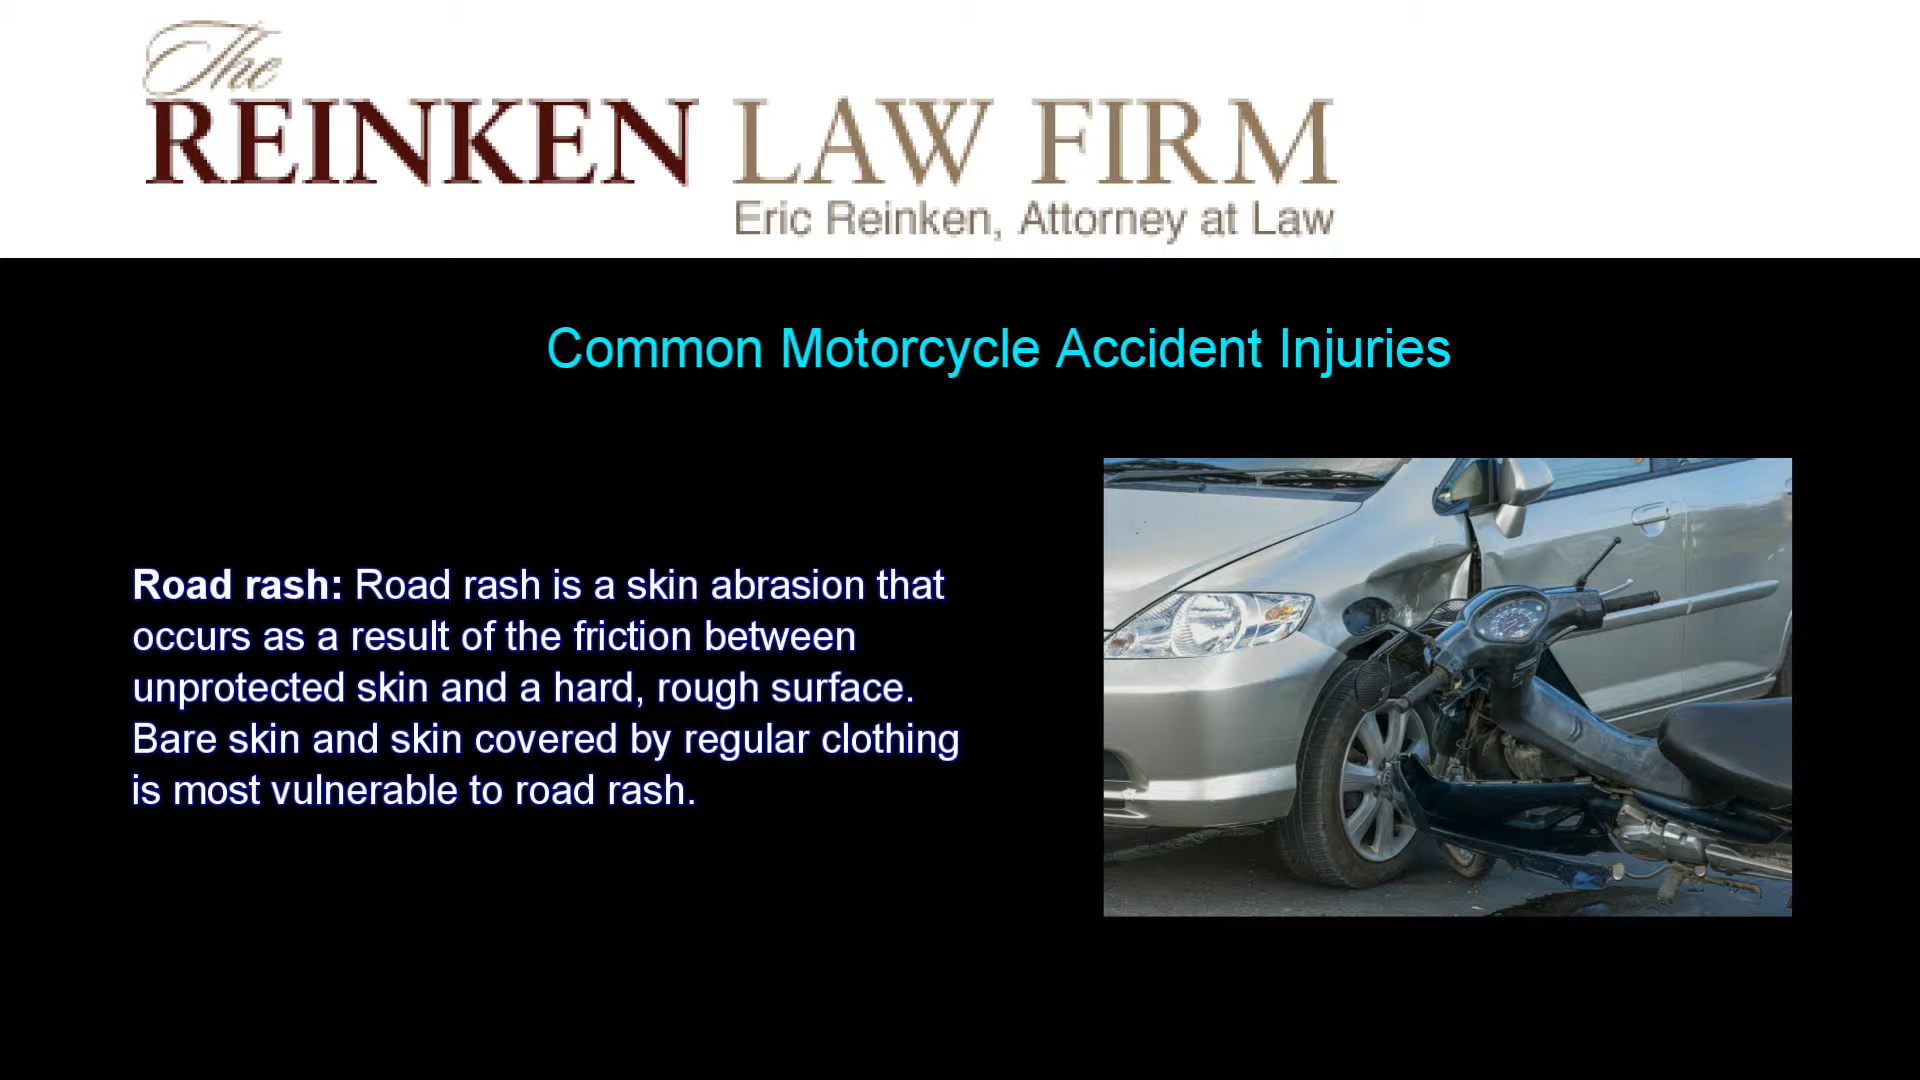 The
REINKEN LAW FIRM
Eric Reinken, Attorney at Law
Common Motorcycle Accident Injuries
Road rash: Road rash is a skin abrasion that
occurs as a result of the friction between
unprotected skin and a hard, rough surface.
Bare skin and skin covered by regular clothing
is most vulnerable to road rash.